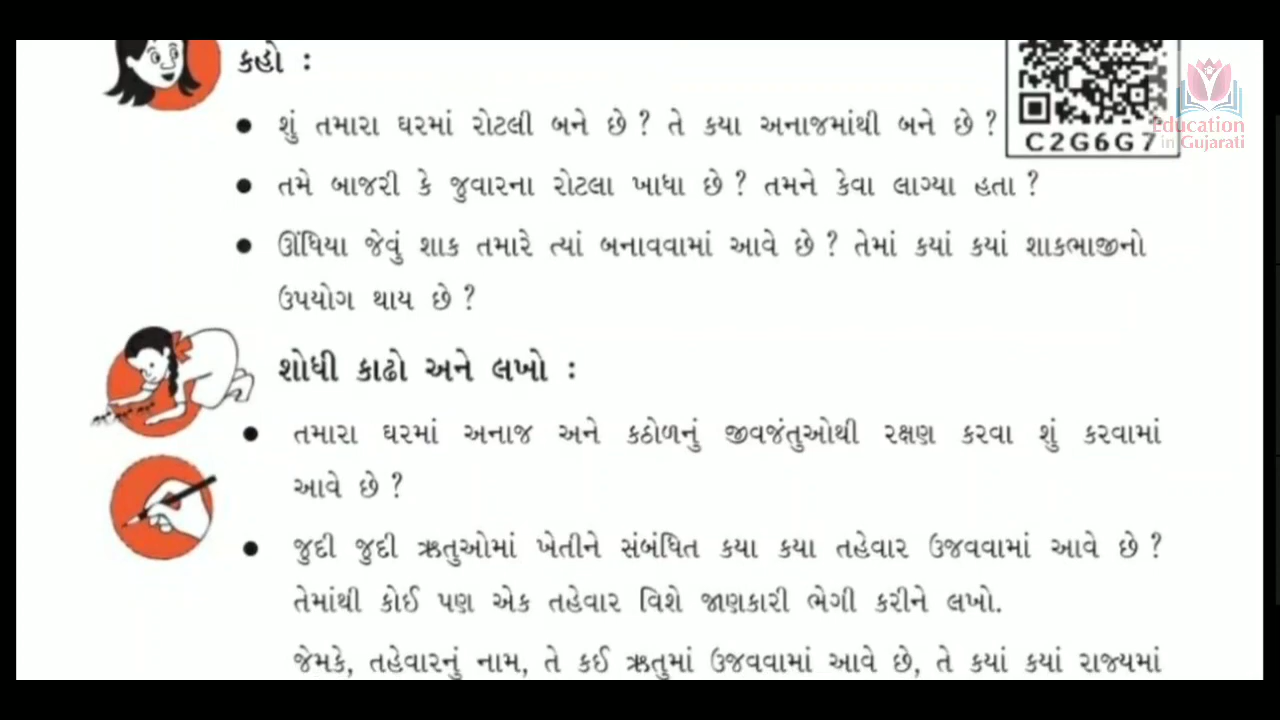 કહો :
C2G6G7
Education
in Gujarati
• શું તમારા ઘરમાં રોટલી બને છે ? તે કયા અનાજમાંથી બને છે ?
• તમે બાજરી કે જુવારના રોટલા ખાધા છે ? તમને કેવા લાગ્યા હતા ?
• ઊંધિયા જેવું શાક તમારે ત્યાં બનાવવામાં આવે છે ? તેમાં કયાં કયાં શાકભાજીનો
ઉપયોગ થાય છે ?
શોધી કાઢો અને લખો :
• તમારા ઘરમાં અનાજ અને કઠોળનું જીવજંતુઓથી રક્ષણ કરવા શું કરવામાં
આવે છે ?
• જુદી જુદી ઋતુઓમાં ખેતીને સંબંધિત કયા કયા તહેવાર ઉજવવામાં આવે છે ?
તેમાંથી કોઈ પણ એક તહેવાર વિશે જાણકારી ભેગી કરીને લખો.
જેમકે, તહેવારનું નામ, તે કઈ ઋતુમાં ઉજવવામાં આવે છે, તે કયાં કયાં રાજ્યમાં